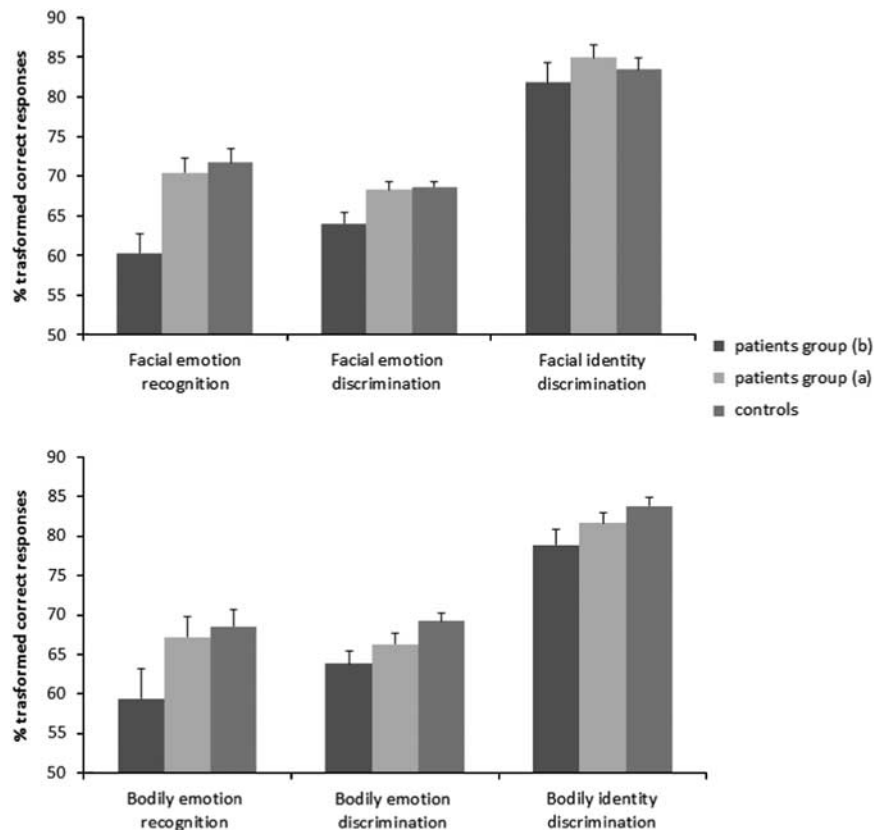 % trasformed correct responses
90
85
80
75
70
65
60
55
50
Facial emotion
recognition
Facial emotion
discrimination
Facial identity
discrimination
patients group (b)
patients group (a)
controls
% trasformed correct responses
90
85
80
75
70
65
60
55
50
Bodily emotion
recognition
Bodily emotion
discrimination
Bodily identity
discrimination